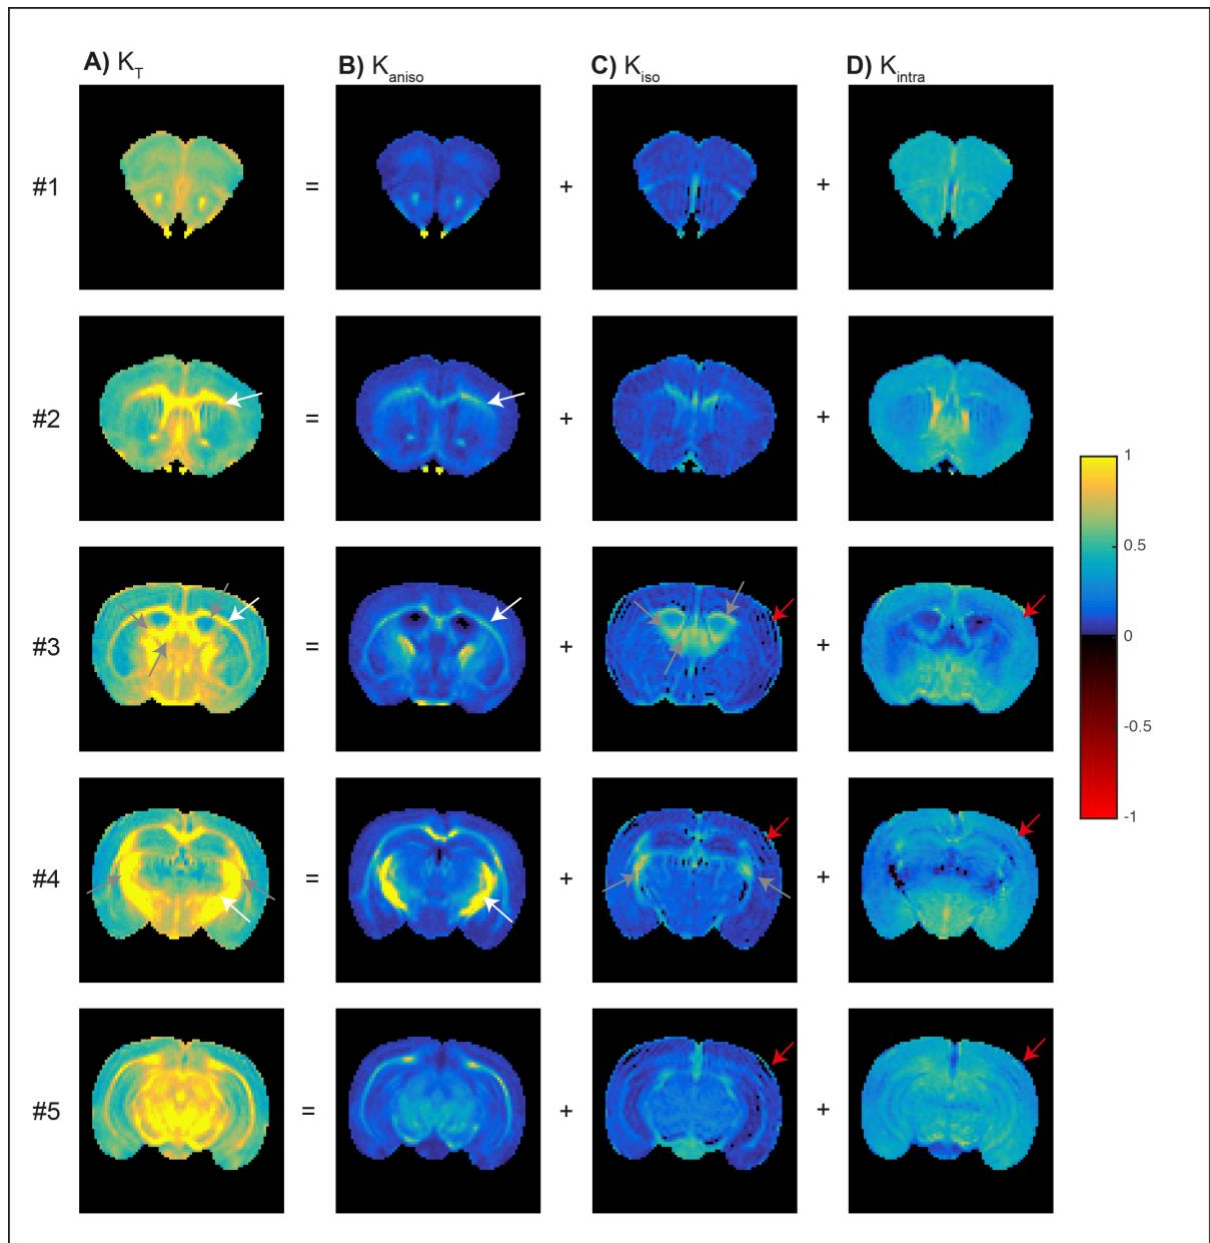 A) K_T B) K_aniso C) K_iso D) K_intra
#1 = + +
#2 = + +
#3 = + +
#4 = + +
#5 = + +
1
0.5
0
-0.5
-1